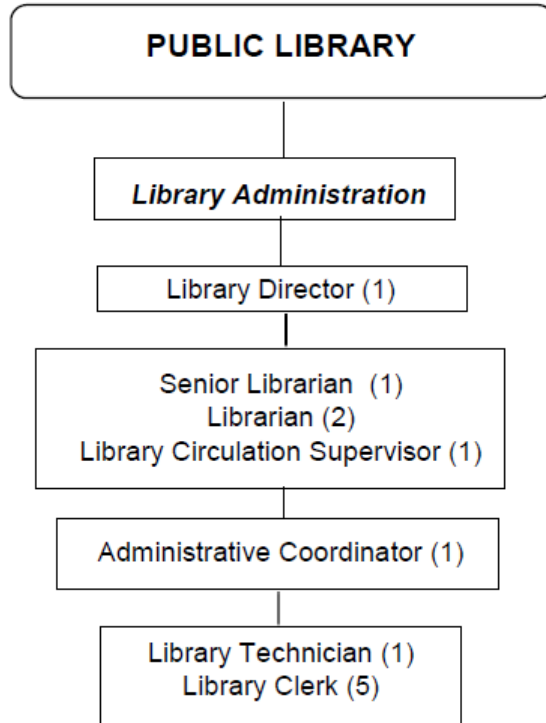 PUBLIC LIBRARY
Library Administration
Library Director (1)
Senior Librarian (1)
Librarian (2)
Library Circulation Supervisor (1)
Administrative Coordinator (1)
Library Technician (1)
Library Clerk (5)